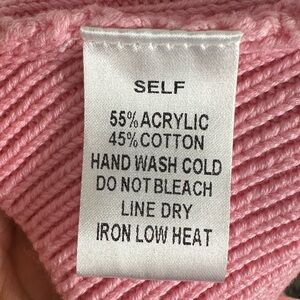 SELF
55% ACRYLIC
45% COTTON
HAND WASH COLD
DO NOT BLEACH
LINE DRY
IRON LOW HEAT